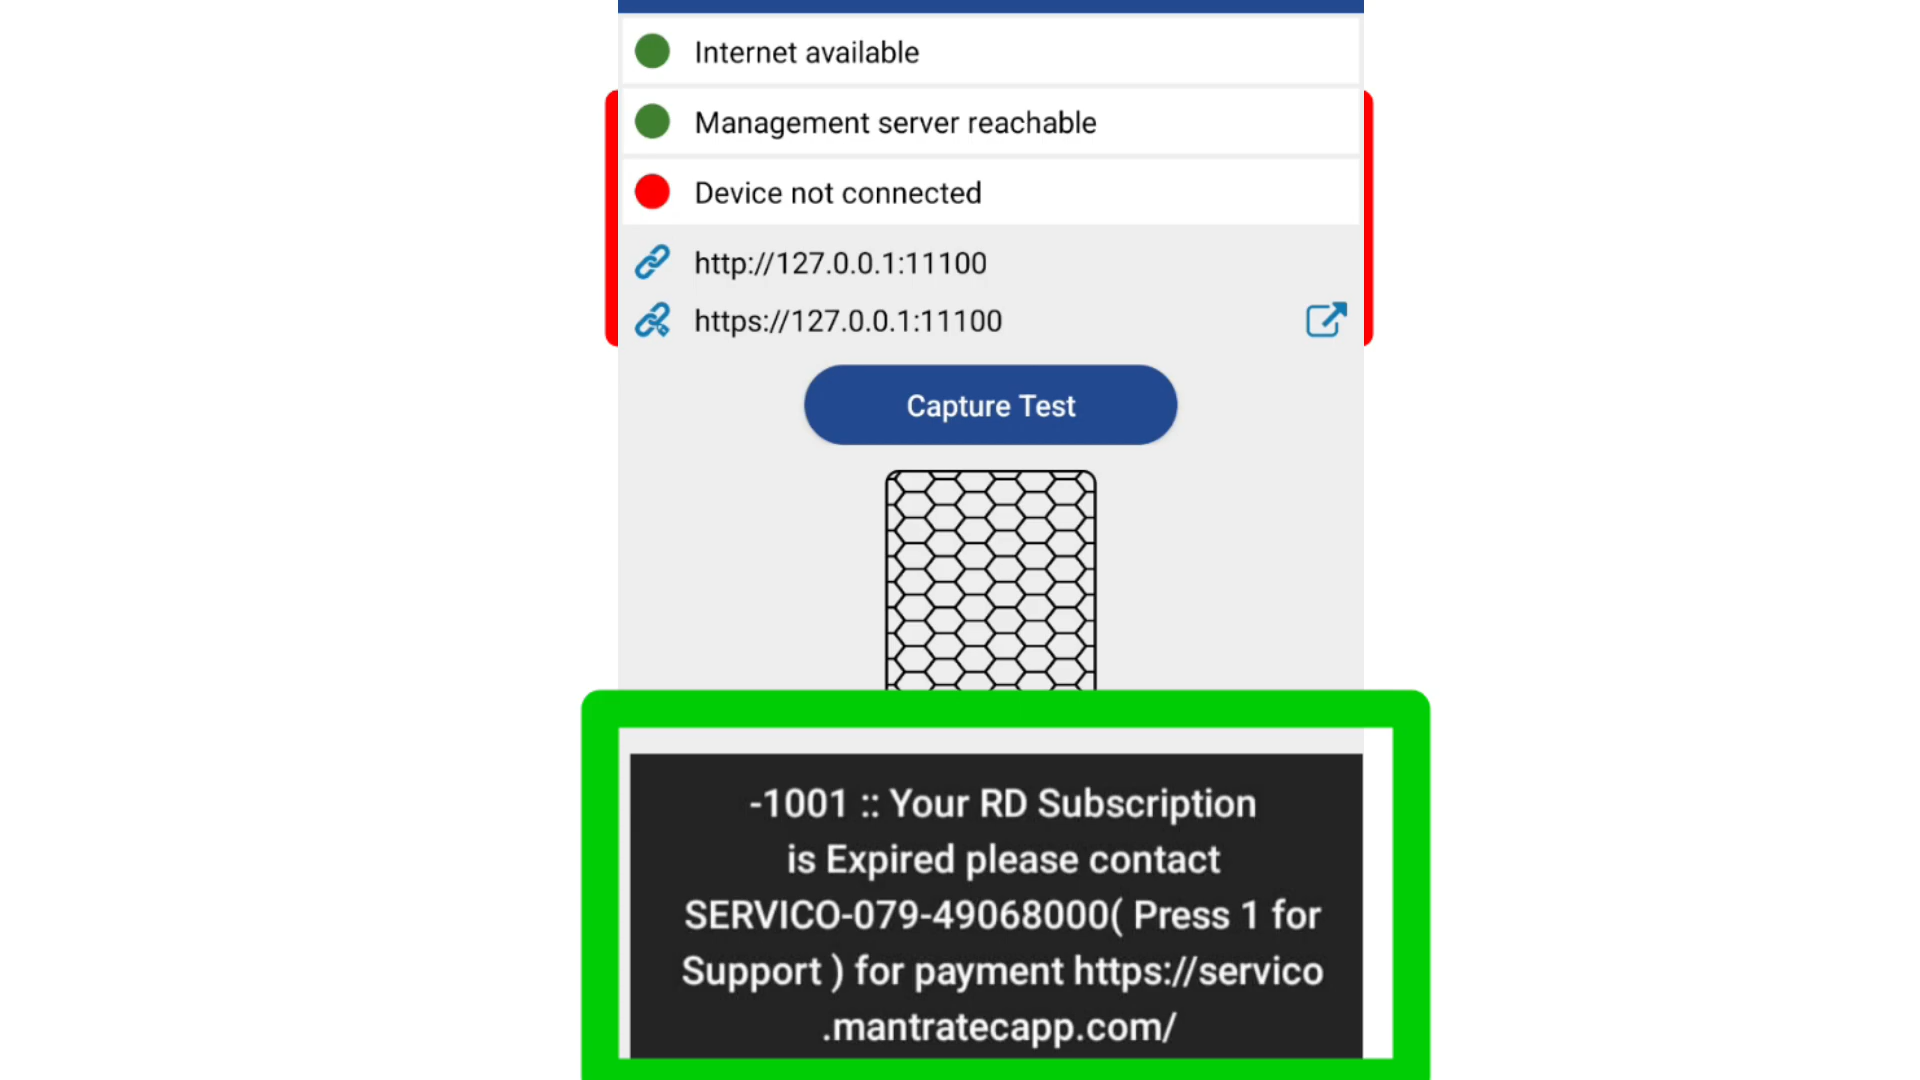 Internet available
Management server reachable
Device not connected
http://127.0.0.1:11100
https://127.0.0.1:11100
Capture Test
-1001 :: Your RD Subscription
is Expired please contact
SERVICO-079-49068000( Press 1 for
Support ) for payment https://servico
.mantratecapp.com/